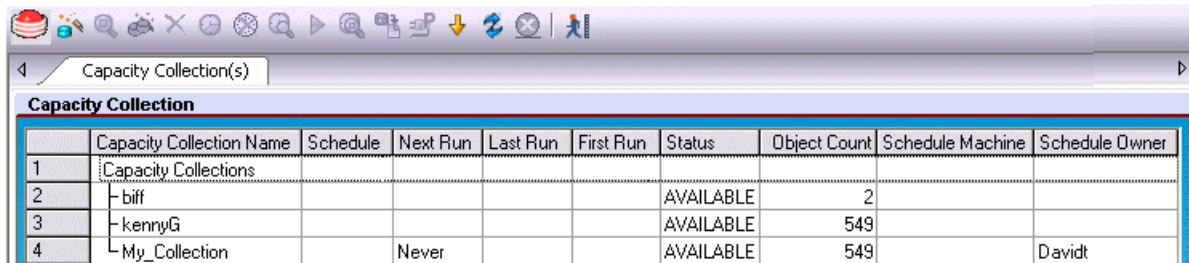 Capacity Collection(s)
Capacity Collection
Capacity Collection Name Schedule Next Run Last Run First Run Status Object Count Schedule Machine Schedule Owner
1 Capacity Collections
2 biff AVAILABLE 2
3 kennyG AVAILABLE 549
4 My_Collection Never AVAILABLE 549 Davidt